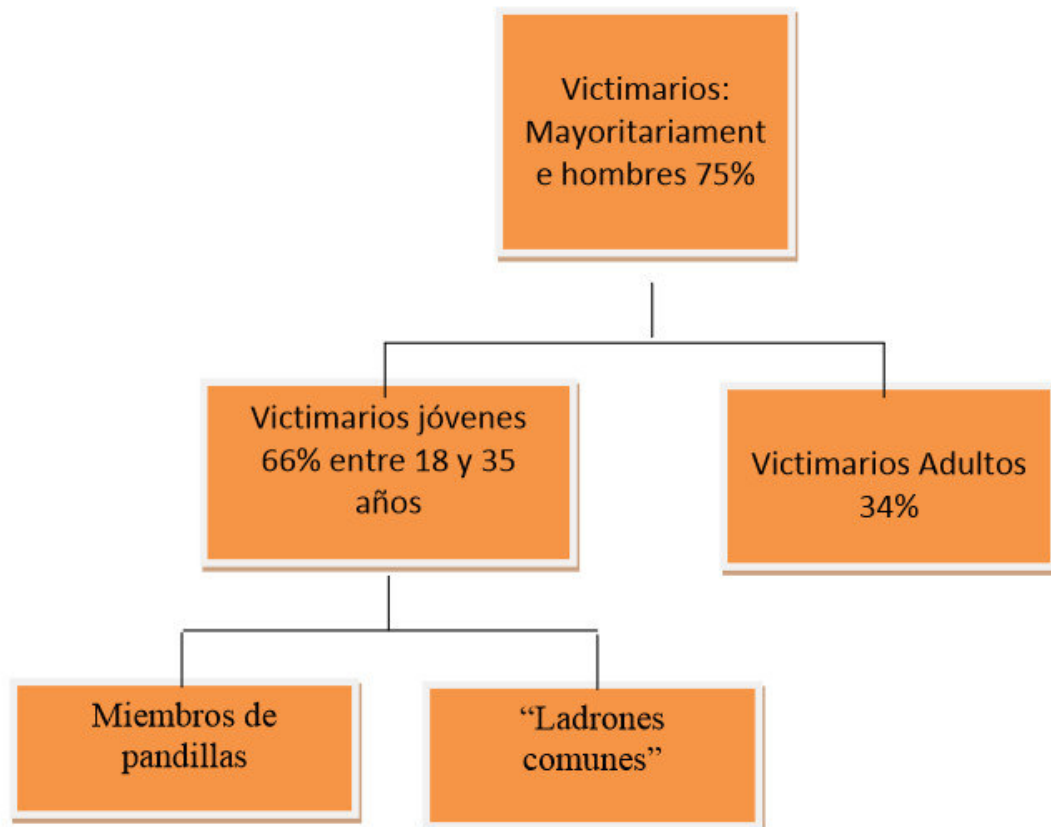 Victimarios:
Mayoritariament
e hombres 75%
Victimarios jóvenes
66% entre 18 y 35
años
Victimarios Adultos
34%
Miembros de
pandillas
“Ladrones
comunes”